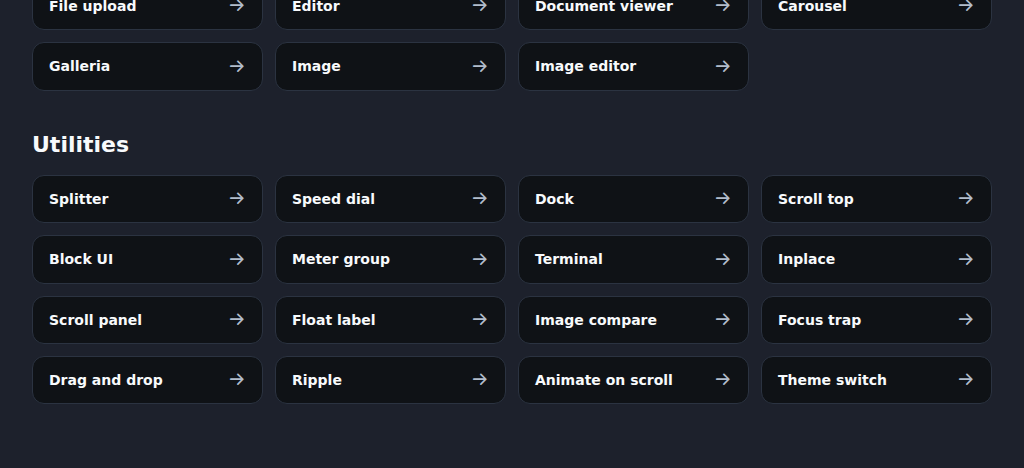 File upload → Editor → Document viewer → Carousel →
Galleria → Image → Image editor →
Utilities
Splitter → Speed dial → Dock → Scroll top →
Block UI → Meter group → Terminal → Inplace →
Scroll panel → Float label → Image compare → Focus trap →
Drag and drop → Ripple → Animate on scroll → Theme switch →